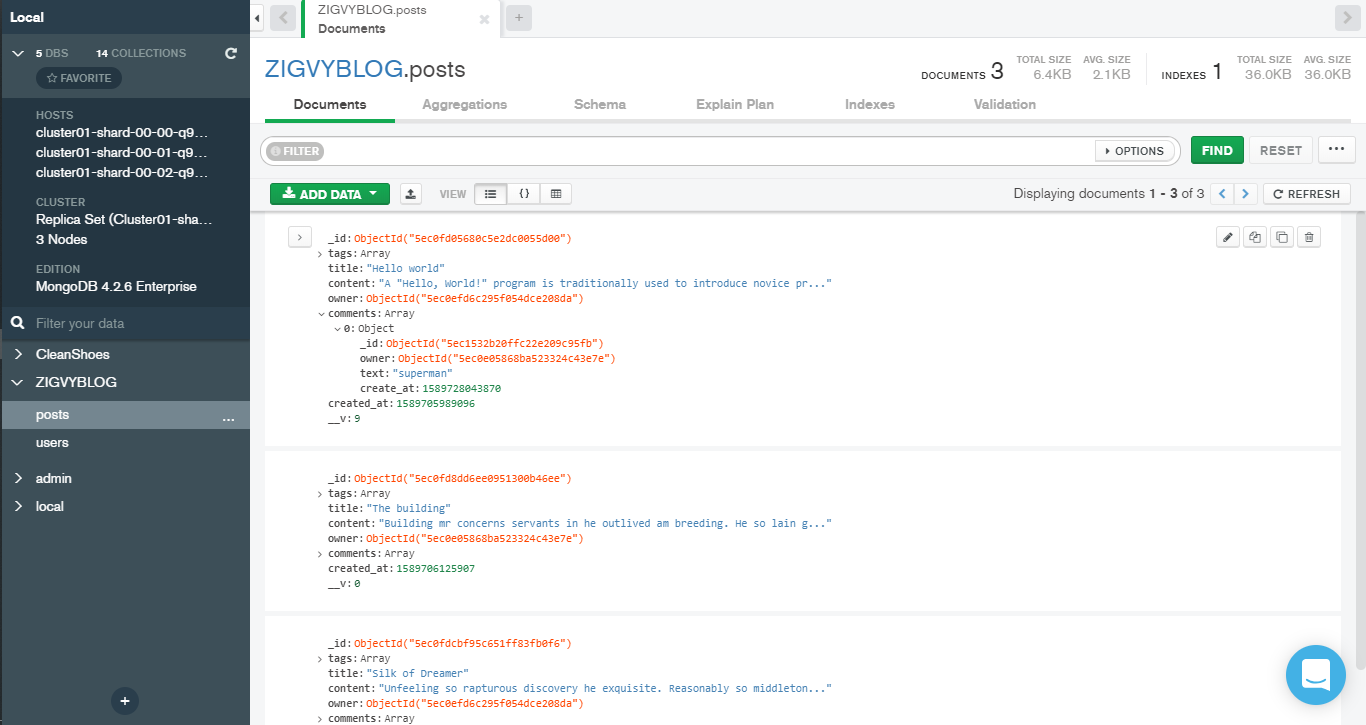 Local
5 DBS 14 COLLECTIONS
FAVORITE
HOSTS
cluster01-shard-00-00-q9...
cluster01-shard-00-01-q9...
cluster01-shard-00-02-q9...
CLUSTER
Replica Set (Cluster01-sha...
3 Nodes
EDITION
MongoDB 4.2.6 Enterprise
Filter your data
CleanShoes
ZIGVYBLOG
posts ...
users
admin
local
+
ZIGVYBLOG.posts
Documents
+
ZIGVYBLOG.posts
DOCUMENTS 3 TOTAL SIZE 6.4KB AVG. SIZE 2.1KB INDEXES 1 TOTAL SIZE 36.0KB AVG. SIZE 36.0KB
Documents Aggregations Schema Explain Plan Indexes Validation
FILTER OPTIONS FIND RESET ...
ADD DATA VIEW {} Displaying documents 1 - 3 of 3 REFRESH
_id: ObjectId("5ec0fd05680c5e2dc0055d00")
tags: Array
title: "Hello world"
content: "A "Hello, World!" program is traditionally used to introduce novice pr..."
owner: ObjectId("5ec0efd6c295f054dce208da")
comments: Array
0: Object
_id: ObjectId("5ec1532b20ffc22e209c95fb")
owner: ObjectId("5ec0e05868ba523324c43e7e")
text: "superman"
create_at: 1589728043870
created_at: 1589705989096
__v: 9
_id: ObjectId("5ec0fd8dd6ee0951300b46ee")
tags: Array
title: "The building"
content: "Building mr concerns servants in he outlived am breeding. He so lain g..."
owner: ObjectId("5ec0e05868ba523324c43e7e")
comments: Array
created_at: 1589706125907
__v: 0
_id: ObjectId("5ec0fdcbf95c651ff83fb0f6")
tags: Array
title: "Silk of Dreamer"
content: "Unfeeling so rapturous discovery he exquisite. Reasonably so middleton..."
owner: ObjectId("5ec0efd6c295f054dce208da")
comments: Array